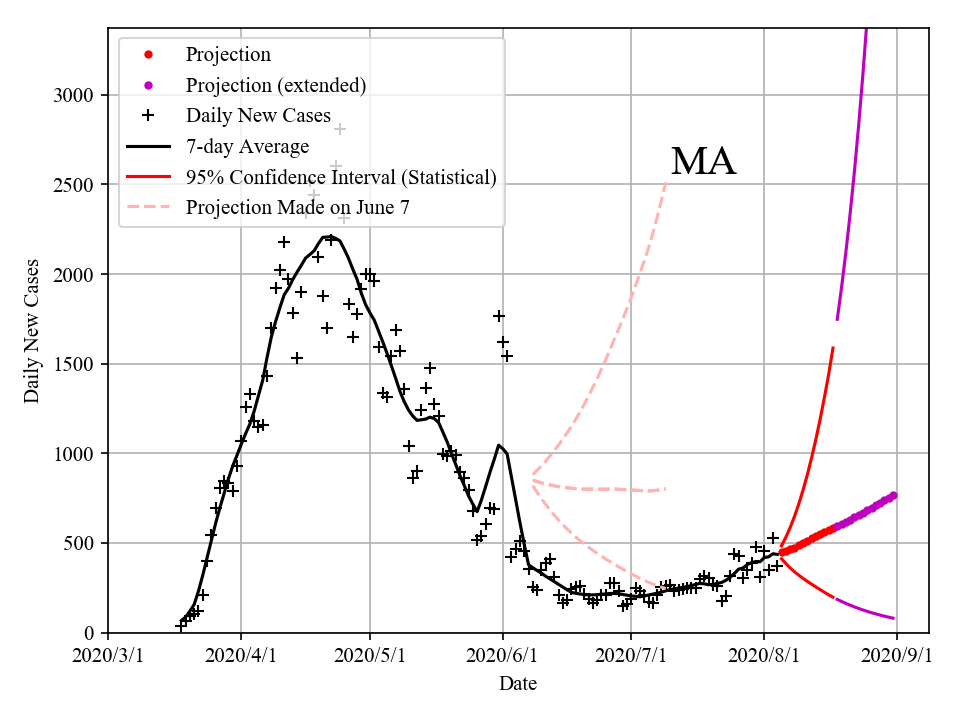 Projection
Projection (extended)
Daily New Cases
7-day Average
95% Confidence Interval (Statistical)
Projection Made on June 7
MA
3000
2500
2000
1500
1000
500
0
Daily New Cases
2020/3/1 2020/4/1 2020/5/1 2020/6/1 2020/7/1 2020/8/1 2020/9/1
Date